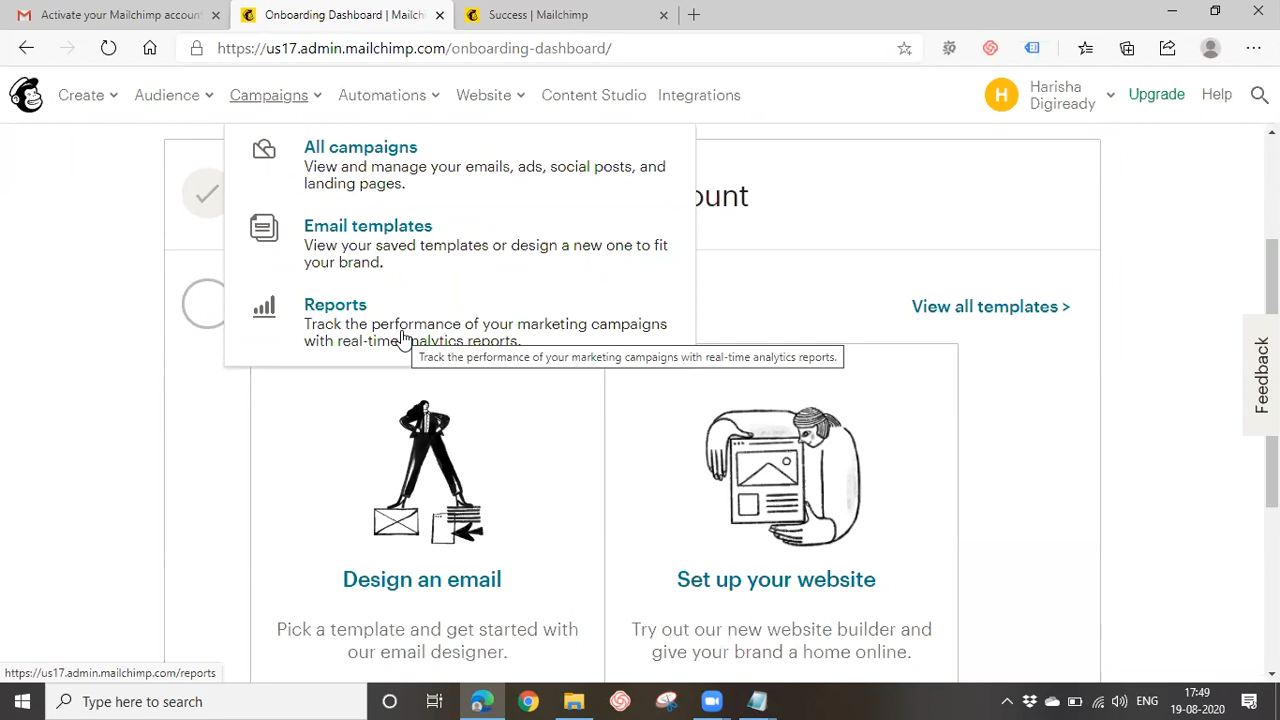 Activate your Mailchimp accoun
Onboarding Dashboard | Mailch
Success | Mailchimp
https://us17.admin.mailchimp.com/onboarding-dashboard/
Create
Audience
Campaigns
Automations
Website
Content Studio
Integrations
H
Harisha
Digiready
Upgrade
Help
All campaigns
View and manage your emails, ads, social posts, and
landing pages.
ount
Email templates
View your saved templates or design a new one to fit
your brand.
Reports
Track the performance of your marketing campaigns
with real-time analytics reports.
Track the performance of your marketing campaigns with real-time analytics reports.
View all templates >
Feedback
Design an email
Pick a template and get started with
our email designer.
Set up your website
Try out our new website builder and
give your brand a home online.
https://us17.admin.mailchimp.com/reports
Type here to search
ENG
17:49
19-08-2020